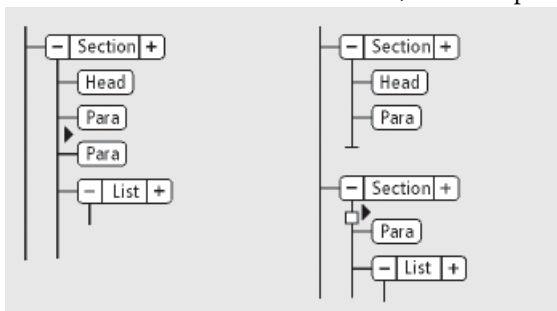 − Section +
Head
Para
Para
− List +
− Section +
Head
Para
− Section +
Para
− List +